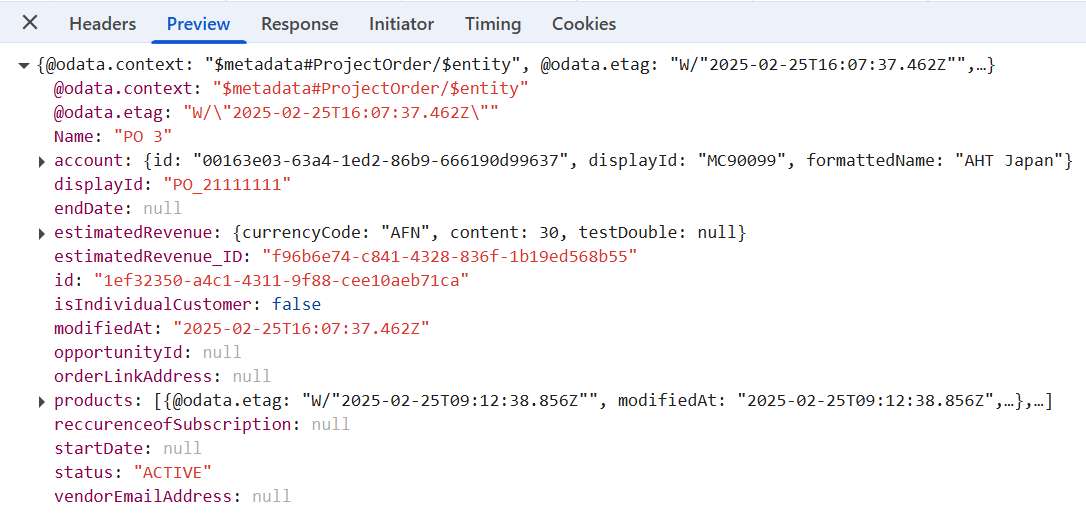 Headers Preview Response Initiator Timing Cookies
{@odata.context: "$metadata#ProjectOrder/$entity", @odata.etag: "W/"2025-02-25T16:07:37.462Z"",…}
@odata.context: "$metadata#ProjectOrder/$entity"
@odata.etag: "W/\"2025-02-25T16:07:37.462Z\""
Name: "PO 3"
account: {id: "00163e03-63a4-1ed2-86b9-666190d99637", displayId: "MC90099", formattedName: "AHT Japan"}
displayId: "PO_21111111"
endDate: null
estimatedRevenue: {currencyCode: "AFN", content: 30, testDouble: null}
estimatedRevenue_ID: "f96b6e74-c841-4328-836f-1b19ed568b55"
id: "1ef32350-a4c1-4311-9f88-cee10aeb71ca"
isIndividualCustomer: false
modifiedAt: "2025-02-25T16:07:37.462Z"
opportunityId: null
orderLinkAddress: null
products: [{@odata.etag: "W/"2025-02-25T09:12:38.856Z"", modifiedAt: "2025-02-25T09:12:38.856Z",…},…]
reccurenceofSubscription: null
startDate: null
status: "ACTIVE"
vendorEmailAddress: null